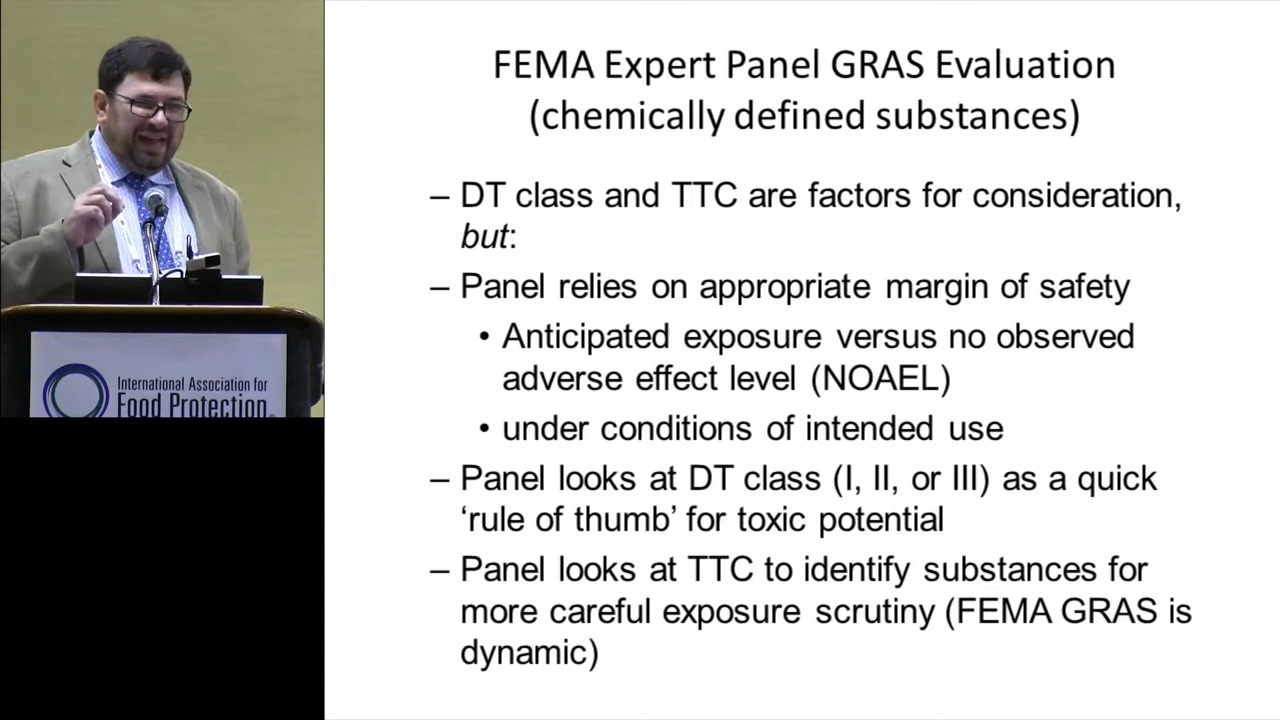 FEMA Expert Panel GRAS Evaluation
(chemically defined substances)
– DT class and TTC are factors for consideration,
but:
– Panel relies on appropriate margin of safety
• Anticipated exposure versus no observed
adverse effect level (NOAEL)
• under conditions of intended use
– Panel looks at DT class (I, II, or III) as a quick
‘rule of thumb’ for toxic potential
– Panel looks at TTC to identify substances for
more careful exposure scrutiny (FEMA GRAS is
dynamic)
International Association for
Food Protection